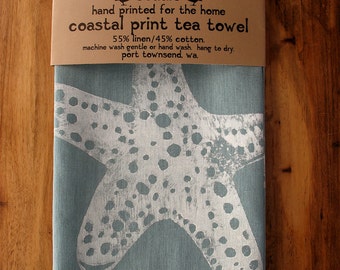 hand printed for the home
coastal print tea towel
55% linen/45% cotton.
machine wash gentle or hand wash. hang to dry.
port townsend, wa.